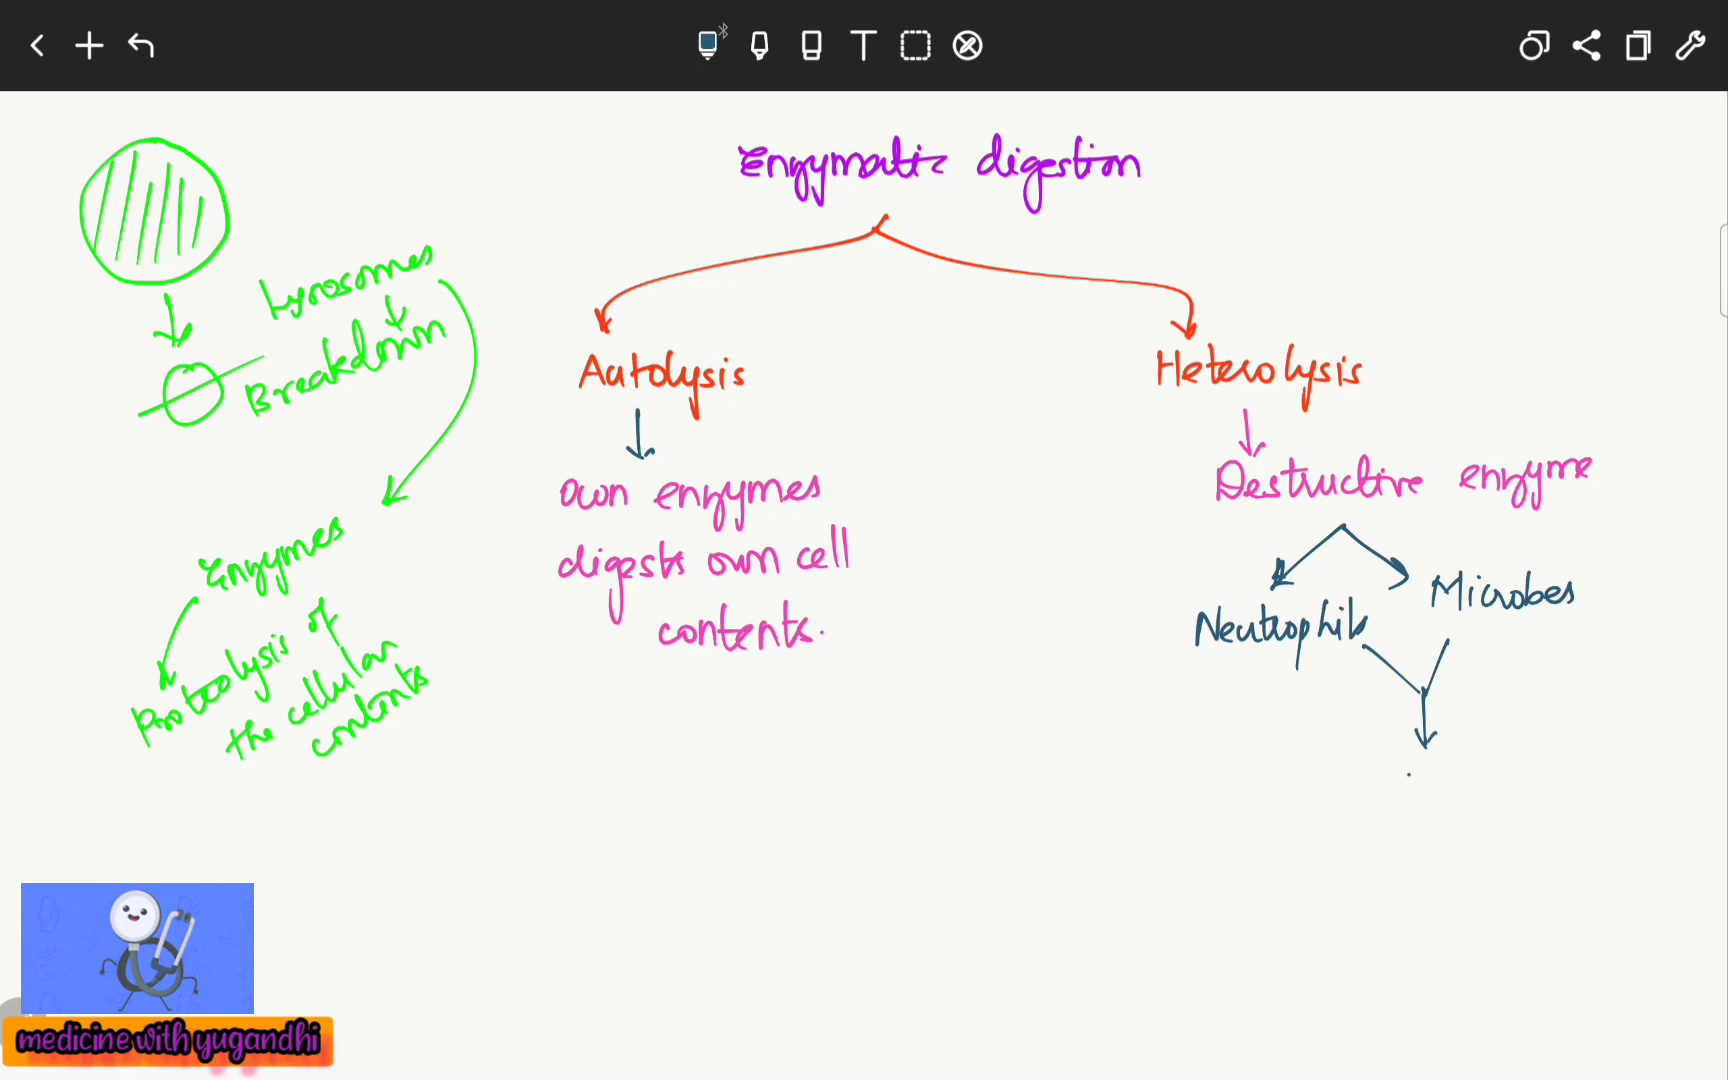 Enzymatic digestion
Lysosomes
Breakdown
Enzymes
Proteolysis of
the cellular
contents
Autolysis
own enzymes
digests own cell
contents.
Heterolysis
Destructive enzyme
Neutrophils
Microbes
T
medicine with yugandhi